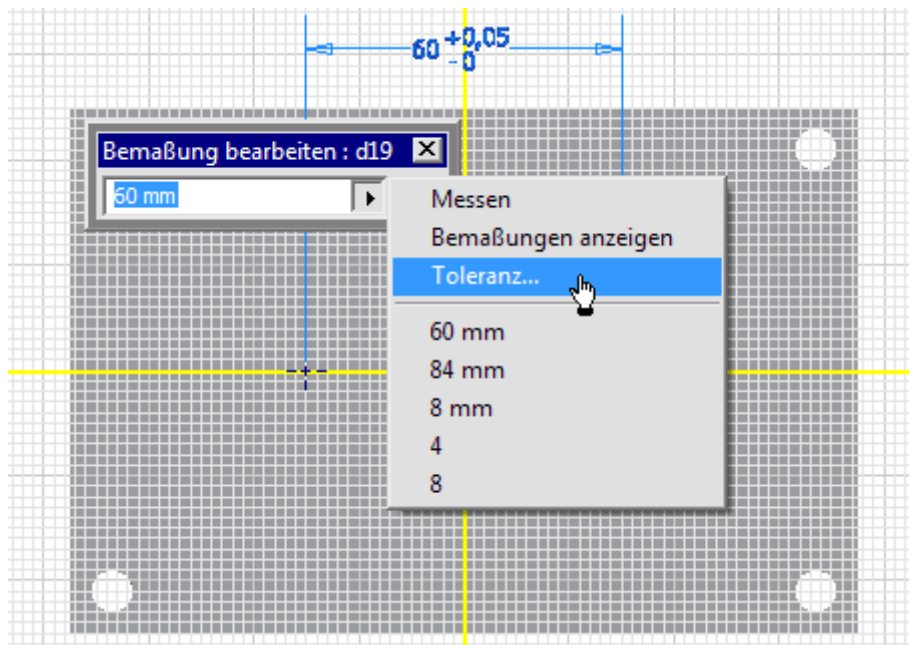 60 +0,05
-0
Bemaßung bearbeiten : d19
60 mm
Messen
Bemaßungen anzeigen
Toleranz...
60 mm
84 mm
8 mm
4
8